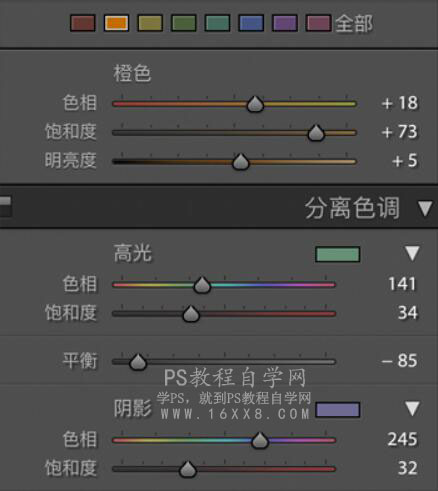 全部
橙色
色相 + 18
饱和度 + 73
明亮度 + 5
分离色调
高光
色相 141
饱和度 34
平衡 - 85
PS教程自学网
学PS，就到PS教程自学网
WWW.16XX8.COM
阴影
色相 245
饱和度 32